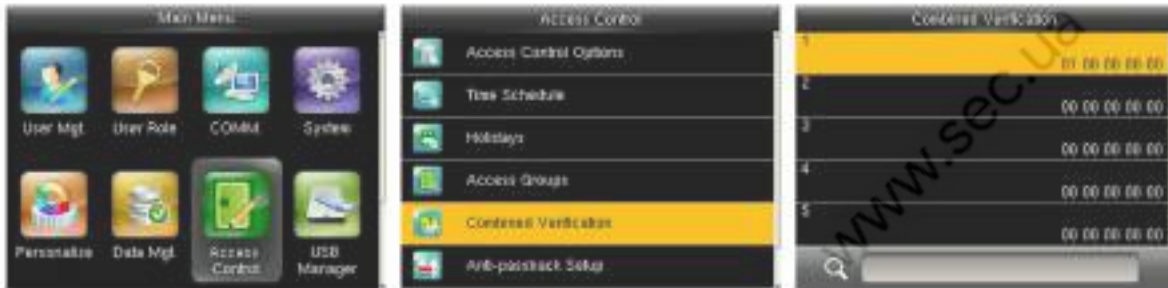 Main Menu
User Mgt.
User Role
COMM.
System
Personalize
Data Mgt.
Access Control
USB Manager
Access Control
Access Control Options
Time Schedule
Holidays
Access Groups
Combined Verification
Anti-passback Setup
Combined Verification
1
01 00 00 00 00
2
00 00 00 00 00
3
00 00 00 00 00
4
00 00 00 00 00
5
00 00 00 00 00
www.sec.ua